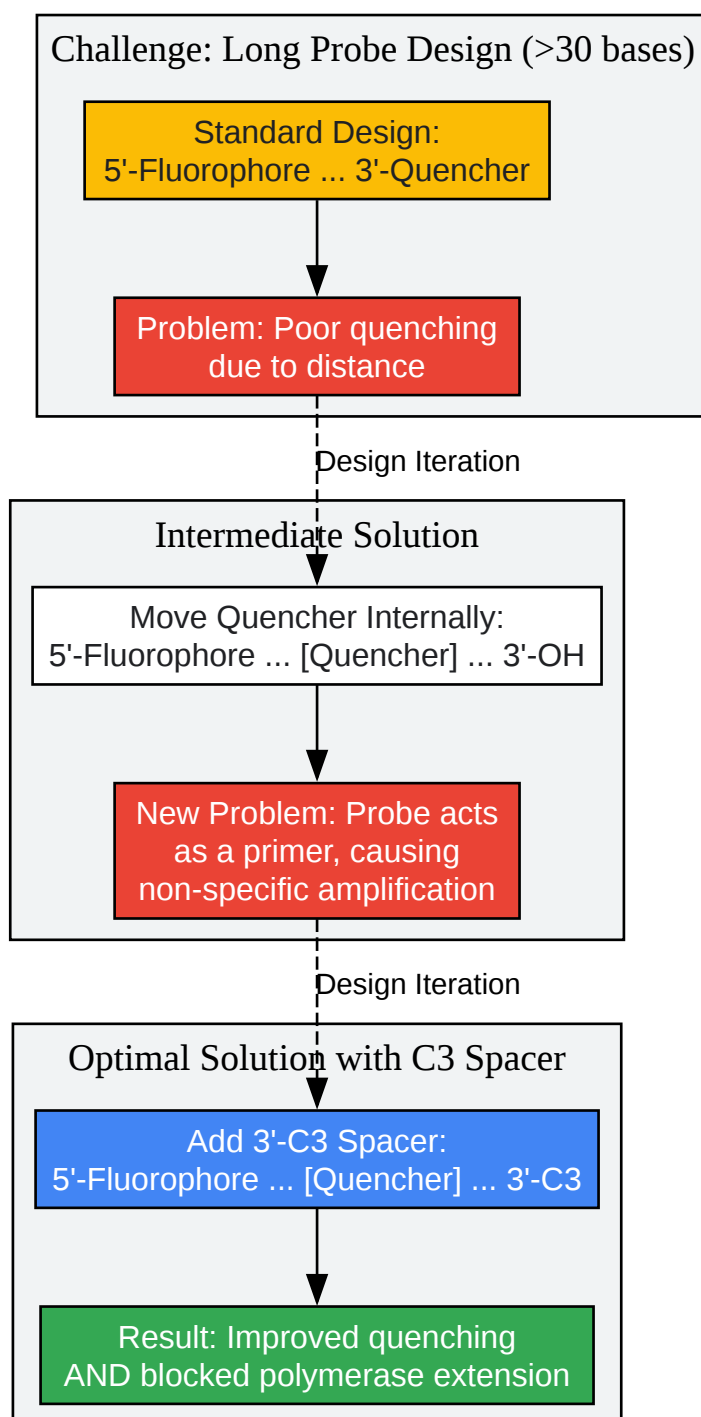 Challenge: Long Probe Design (>30 bases)
Standard Design:
5'-Fluorophore ... 3'-Quencher
Problem: Poor quenching
due to distance
Design Iteration
Intermediate Solution
Move Quencher Internally:
5'-Fluorophore ... [Quencher] ... 3'-OH
New Problem: Probe acts
as a primer, causing
non-specific amplification
Design Iteration
Optimal Solution with C3 Spacer
Add 3'-C3 Spacer:
5'-Fluorophore ... [Quencher] ... 3'-C3
Result: Improved quenching
AND blocked polymerase extension